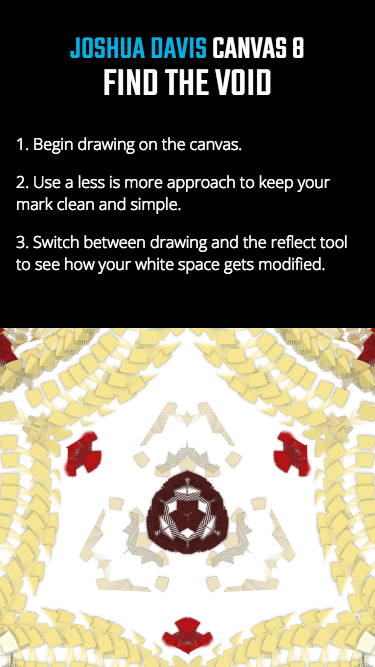 JOSHUA DAVIS CANVAS 8
FIND THE VOID
1. Begin drawing on the canvas.
2. Use a less is more approach to keep your
mark clean and simple.
3. Switch between drawing and the reflect tool
to see how your white space gets modified.